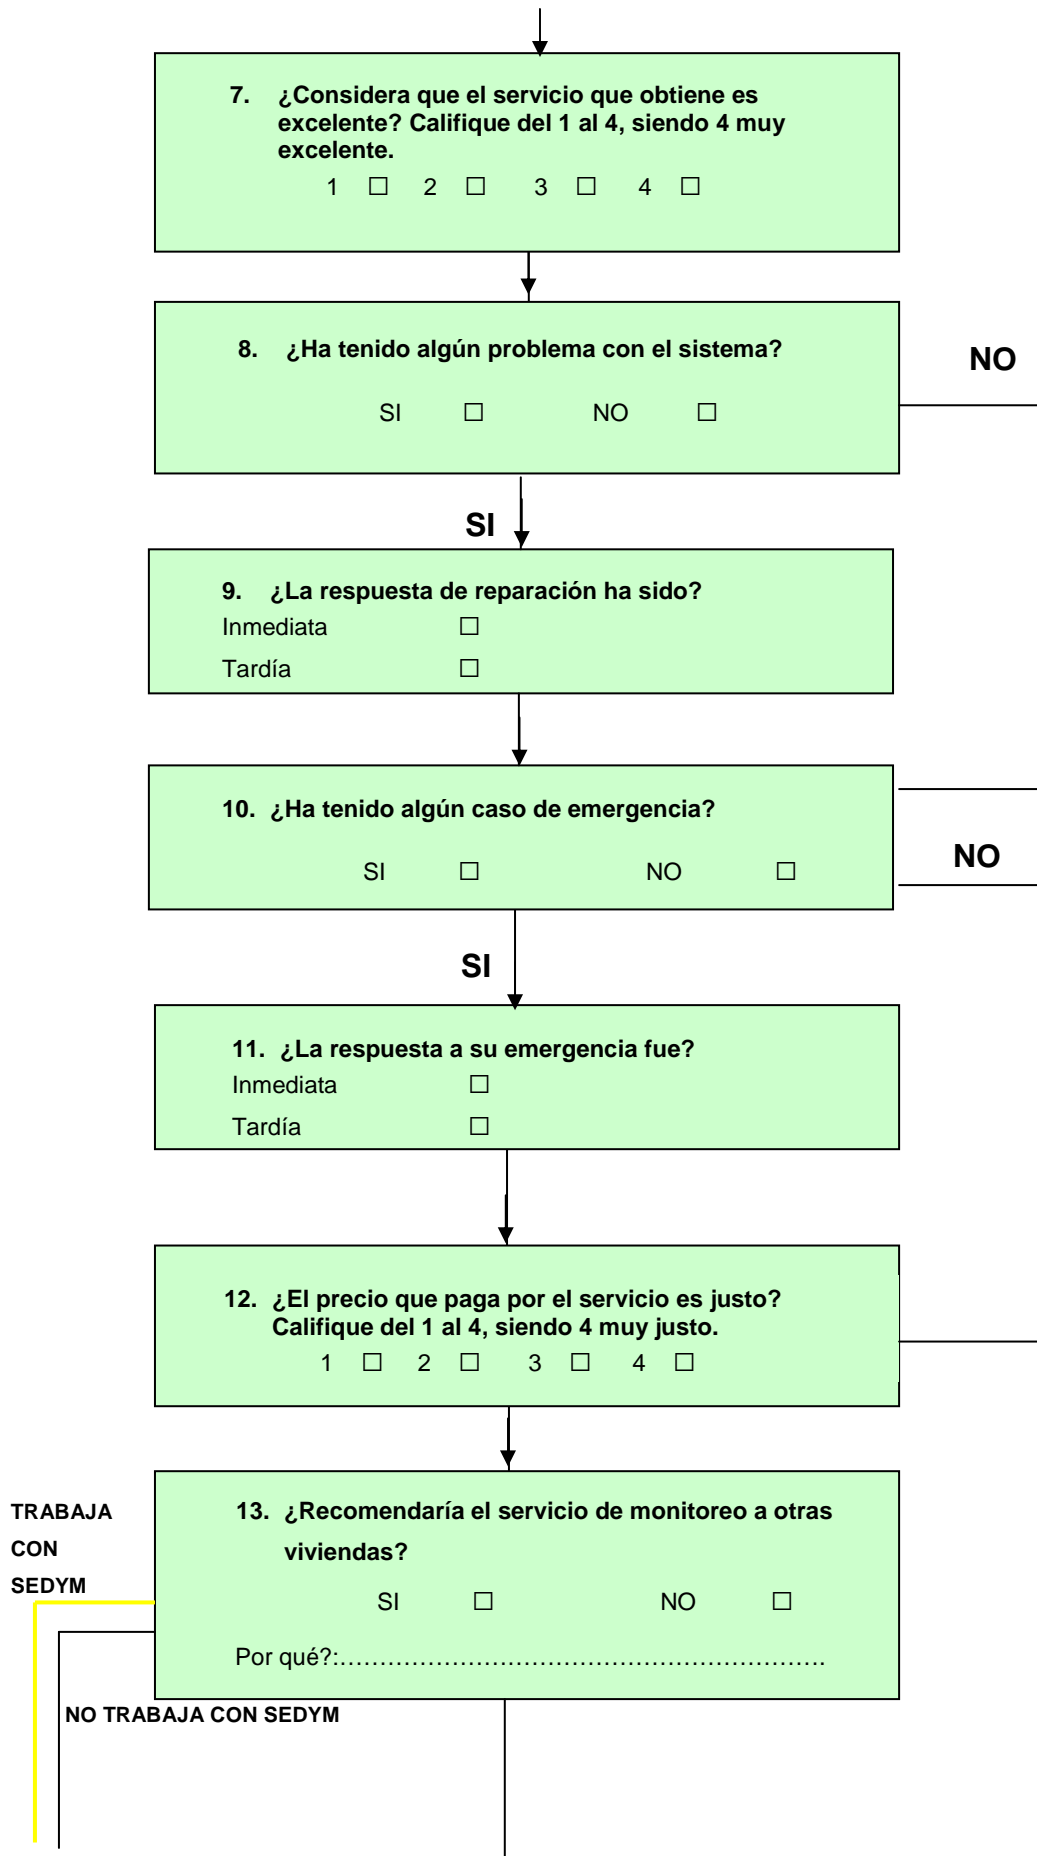 7. ¿Considera que el servicio que obtiene es
excelente? Califique del 1 al 4, siendo 4 muy
excelente.
1 ☐ 2 ☐ 3 ☐ 4 ☐
8. ¿Ha tenido algún problema con el sistema?
NO
SI ☐ NO ☐
SI
9. ¿La respuesta de reparación ha sido?
Inmediata ☐
Tardía ☐
10. ¿Ha tenido algún caso de emergencia?
NO
SI ☐ NO ☐
SI
11. ¿La respuesta a su emergencia fue?
Inmediata ☐
Tardía ☐
12. ¿El precio que paga por el servicio es justo?
Califique del 1 al 4, siendo 4 muy justo.
1 ☐ 2 ☐ 3 ☐ 4 ☐
TRABAJA
CON
SEDYM
13. ¿Recomendaría el servicio de monitoreo a otras
viviendas?
SI ☐ NO ☐
Por qué?:…………………………………………………….
NO TRABAJA CON SEDYM